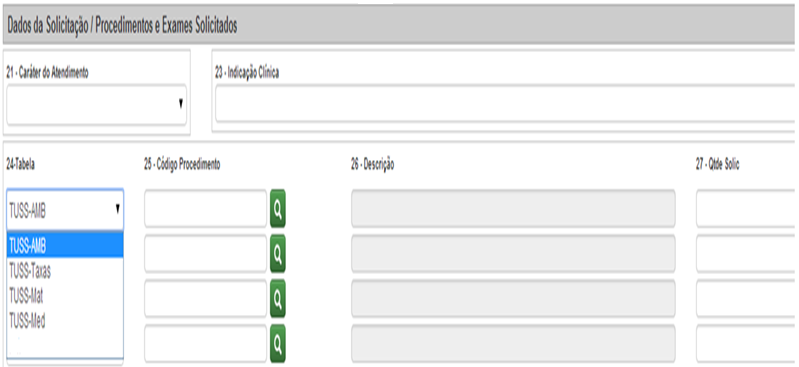 Dados da Solicitação / Procedimentos e Exames Solicitados
21 - Caráter do Atendimento
23 - Indicação Clínica
24-Tabela
25 - Código Procedimento
26 - Descrição
27 - Qtde Solic
TUSS-AMB
TUSS-AMB
TUSS-Taxas
TUSS-Mat
TUSS-Med